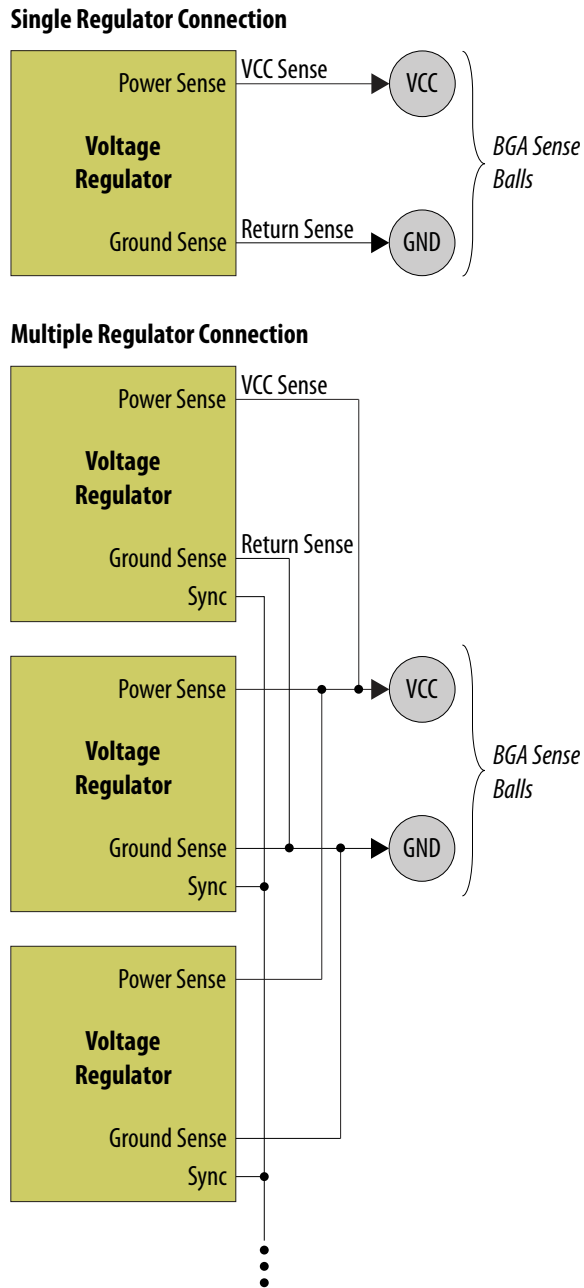 Single Regulator Connection
Power Sense
VCC Sense
VCC
Voltage
Regulator
BGA Sense
Balls
Ground Sense
Return Sense
GND
Multiple Regulator Connection
Power Sense
VCC Sense
Voltage
Regulator
Ground Sense
Return Sense
Sync
Power Sense
VCC
Voltage
Regulator
BGA Sense
Balls
Ground Sense
GND
Sync
Power Sense
Voltage
Regulator
Ground Sense
Sync